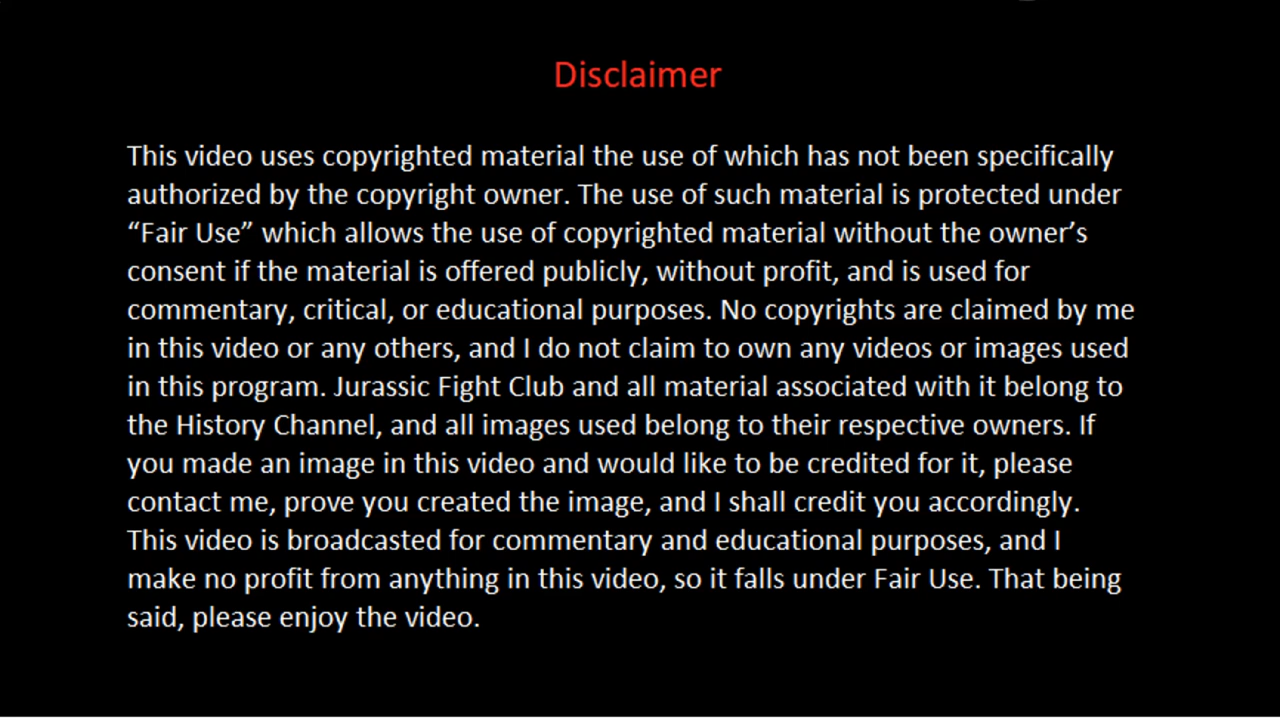 Disclaimer
This video uses copyrighted material the use of which has not been specifically
authorized by the copyright owner. The use of such material is protected under
“Fair Use” which allows the use of copyrighted material without the owner’s
consent if the material is offered publicly, without profit, and is used for
commentary, critical, or educational purposes. No copyrights are claimed by me
in this video or any others, and I do not claim to own any videos or images used
in this program. Jurassic Fight Club and all material associated with it belong to
the History Channel, and all images used belong to their respective owners. If
you made an image in this video and would like to be credited for it, please
contact me, prove you created the image, and I shall credit you accordingly.
This video is broadcasted for commentary and educational purposes, and I
make no profit from anything in this video, so it falls under Fair Use. That being
said, please enjoy the video.